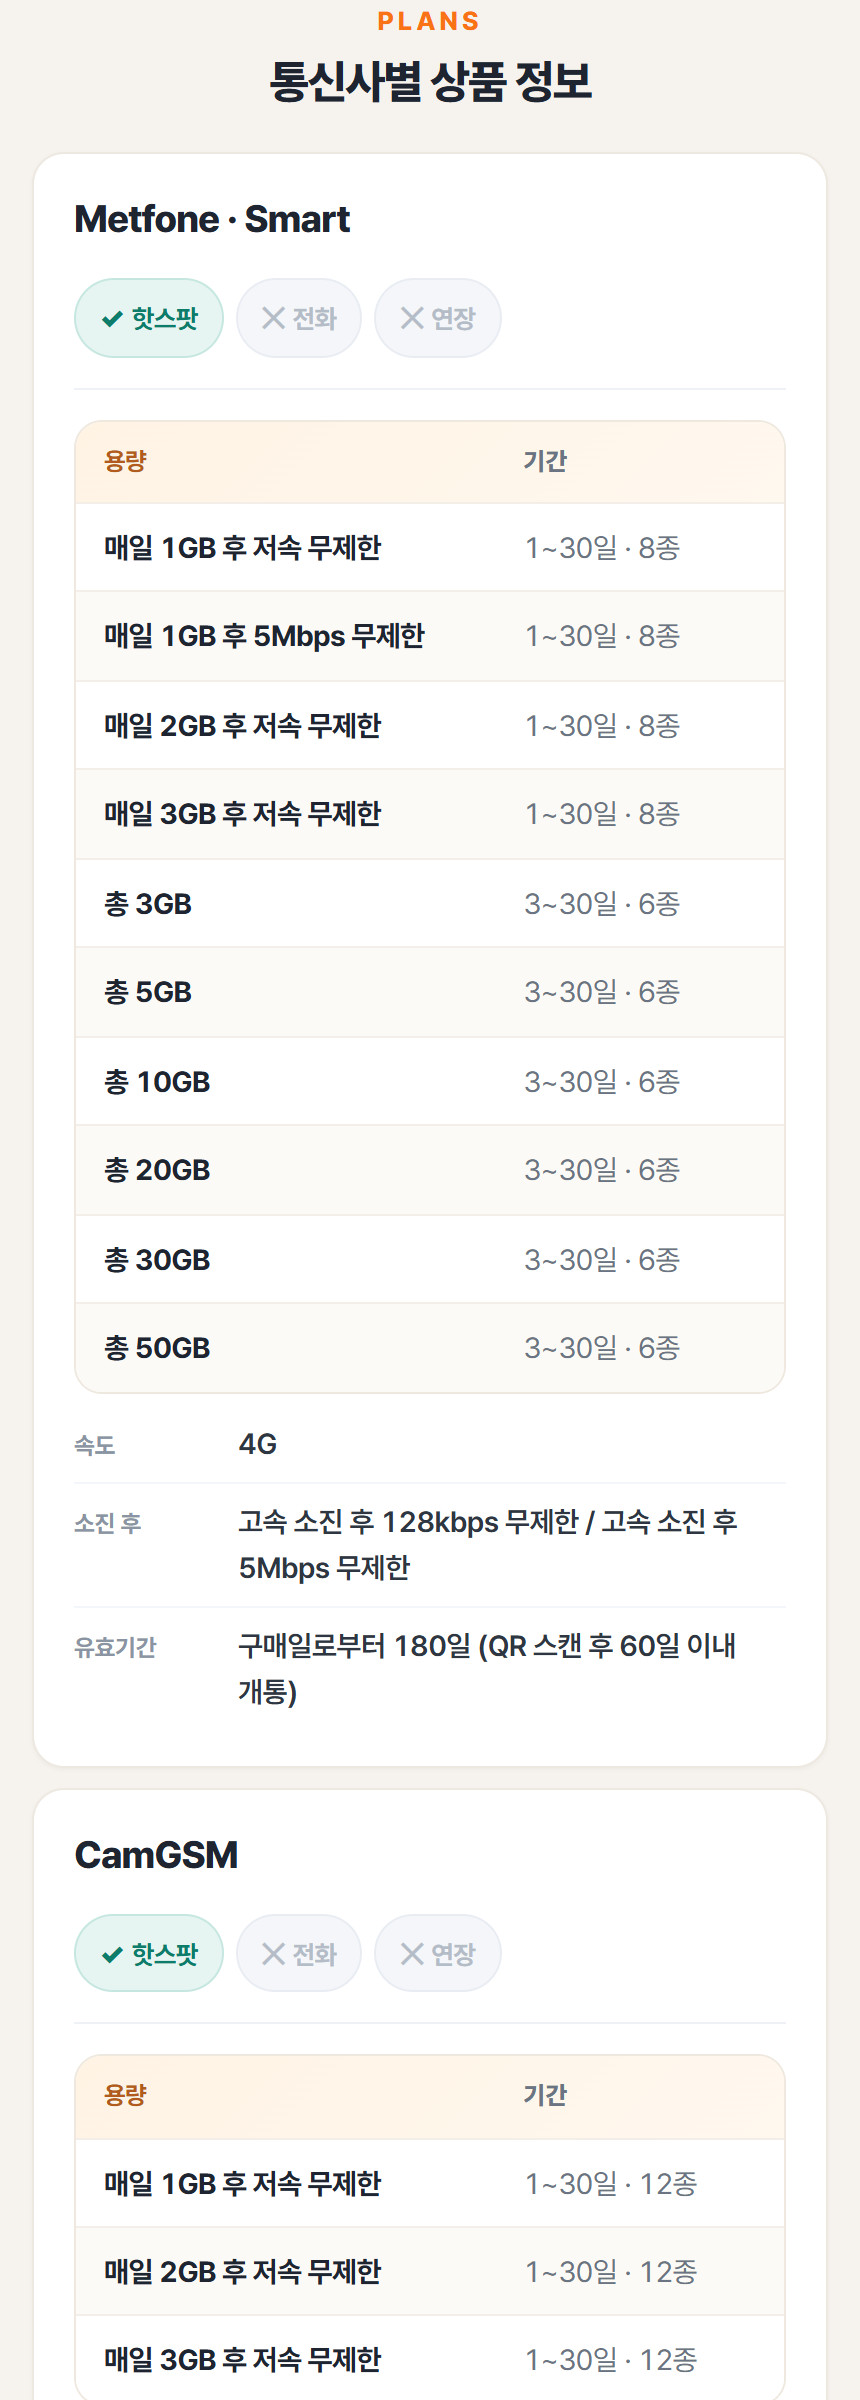 PLANS
통신사별 상품 정보
Metfone · Smart
✓ 핫스팟 ✕ 전화 ✕ 연장
용량 기간
매일 1GB 후 저속 무제한 1~30일 · 8종
매일 1GB 후 5Mbps 무제한 1~30일 · 8종
매일 2GB 후 저속 무제한 1~30일 · 8종
매일 3GB 후 저속 무제한 1~30일 · 8종
총 3GB 3~30일 · 6종
총 5GB 3~30일 · 6종
총 10GB 3~30일 · 6종
총 20GB 3~30일 · 6종
총 30GB 3~30일 · 6종
총 50GB 3~30일 · 6종
속도 4G
소진 후 고속 소진 후 128kbps 무제한 / 고속 소진 후
5Mbps 무제한
유효기간 구매일로부터 180일 (QR 스캔 후 60일 이내
개통)
CamGSM
✓ 핫스팟 ✕ 전화 ✕ 연장
용량 기간
매일 1GB 후 저속 무제한 1~30일 · 12종
매일 2GB 후 저속 무제한 1~30일 · 12종
매일 3GB 후 저속 무제한 1~30일 · 12종